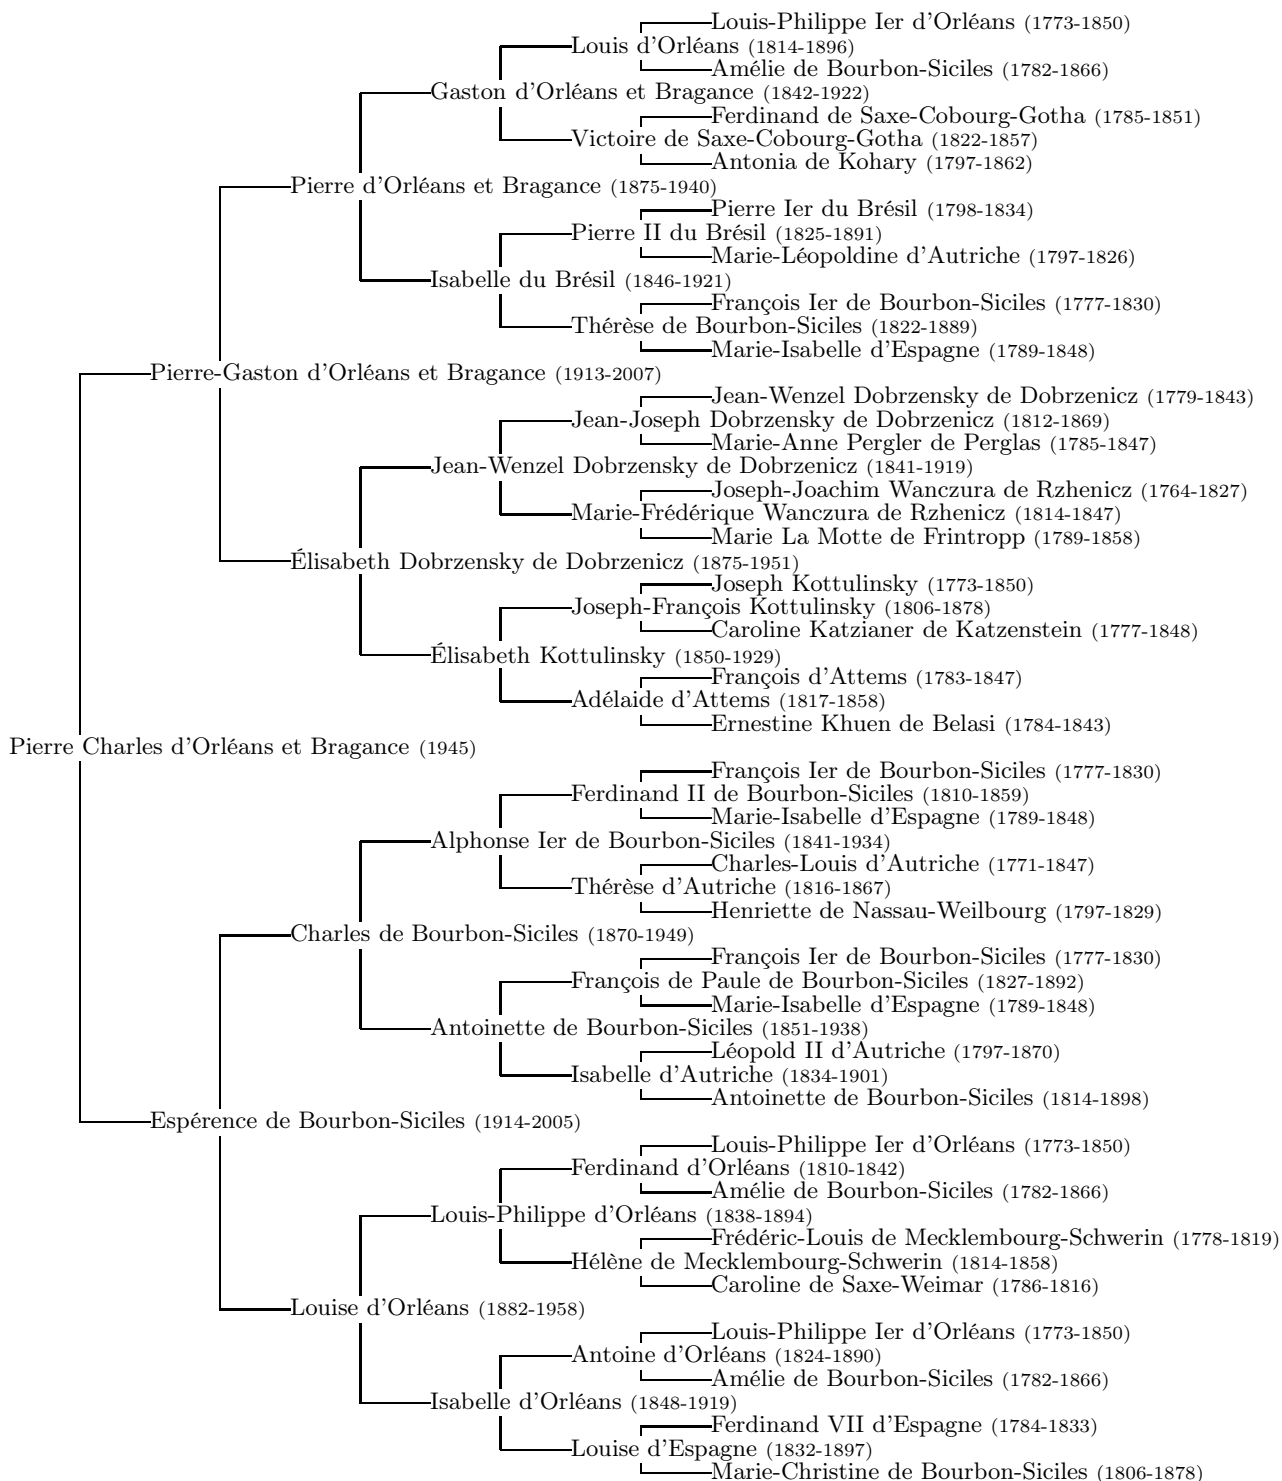 Louis-Philippe Ier d'Orléans (1773-1850)
Louis d'Orléans (1814-1896)
Amélie de Bourbon-Siciles (1782-1866)
Gaston d'Orléans et Bragance (1842-1922)
Ferdinand de Saxe-Cobourg-Gotha (1785-1851)
Victoire de Saxe-Cobourg-Gotha (1822-1857)
Antonia de Kohary (1797-1862)
Pierre d'Orléans et Bragance (1875-1940)
Pierre Ier du Brésil (1798-1834)
Pierre II du Brésil (1825-1891)
Marie-Léopoldine d'Autriche (1797-1826)
Isabelle du Brésil (1846-1921)
François Ier de Bourbon-Siciles (1777-1830)
Thérèse de Bourbon-Siciles (1822-1889)
Marie-Isabelle d'Espagne (1789-1848)
Pierre-Gaston d'Orléans et Bragance (1913-2007)
Jean-Wenzel Dobrzensky de Dobrzenicz (1779-1843)
Jean-Joseph Dobrzensky de Dobrzenicz (1812-1869)
Marie-Anne Pergler de Perglas (1785-1847)
Jean-Wenzel Dobrzensky de Dobrzenicz (1841-1919)
Joseph-Joachim Wanczura de Rzhenicz (1764-1827)
Marie-Frédérique Wanczura de Rzhenicz (1814-1847)
Marie La Motte de Frintropp (1789-1858)
Élisabeth Dobrzensky de Dobrzenicz (1875-1951)
Joseph Kottulinsky (1773-1850)
Joseph-François Kottulinsky (1806-1878)
Caroline Katzianer de Katzenstein (1777-1848)
Élisabeth Kottulinsky (1850-1929)
François d'Attems (1783-1847)
Adélaide d'Attems (1817-1858)
Ernestine Khuen de Belasi (1784-1843)
Pierre Charles d'Orléans et Bragance (1945)
François Ier de Bourbon-Siciles (1777-1830)
Ferdinand II de Bourbon-Siciles (1810-1859)
Marie-Isabelle d'Espagne (1789-1848)
Alphonse Ier de Bourbon-Siciles (1841-1934)
Charles-Louis d'Autriche (1771-1847)
Thérèse d'Autriche (1816-1867)
Henriette de Nassau-Weilbourg (1797-1829)
Charles de Bourbon-Siciles (1870-1949)
François Ier de Bourbon-Siciles (1777-1830)
François de Paule de Bourbon-Siciles (1827-1892)
Marie-Isabelle d'Espagne (1789-1848)
Antoinette de Bourbon-Siciles (1851-1938)
Léopold II d'Autriche (1797-1870)
Isabelle d'Autriche (1834-1901)
Antoinette de Bourbon-Siciles (1814-1898)
Espérence de Bourbon-Siciles (1914-2005)
Louis-Philippe Ier d'Orléans (1773-1850)
Ferdinand d'Orléans (1810-1842)
Amélie de Bourbon-Siciles (1782-1866)
Louis-Philippe d'Orléans (1838-1894)
Frédéric-Louis de Mecklembourg-Schwerin (1778-1819)
Hélène de Mecklembourg-Schwerin (1814-1858)
Caroline de Saxe-Weimar (1786-1816)
Louise d'Orléans (1882-1958)
Louis-Philippe Ier d'Orléans (1773-1850)
Antoine d'Orléans (1824-1890)
Amélie de Bourbon-Siciles (1782-1866)
Isabelle d'Orléans (1848-1919)
Ferdinand VII d'Espagne (1784-1833)
Louise d'Espagne (1832-1897)
Marie-Christine de Bourbon-Siciles (1806-1878)